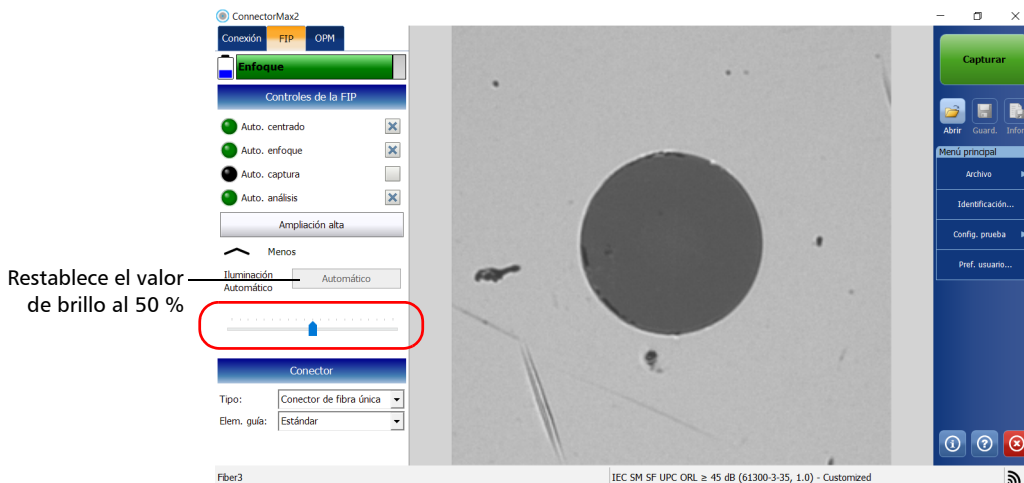 ConnectorMax2
Conexión FIP OPM
Enfoque
Controles de la FIP
Auto. centrado
Auto. enfoque
Auto. captura
Auto. análisis
Ampliación alta
Menos
Iluminación
Automático
Automático
Restablece el valor
de brillo al 50 %
Conector
Tipo: Conector de fibra única
Elem. guía: Estándar
Capturar
Abrir Guard.
Menú principal
Archivo
Identificación...
Config. prueba
Pref. usuario...
Fiber3
IEC SM SF UPC ORL ≥ 45 dB (61300-3-35, 1.0) - Customized